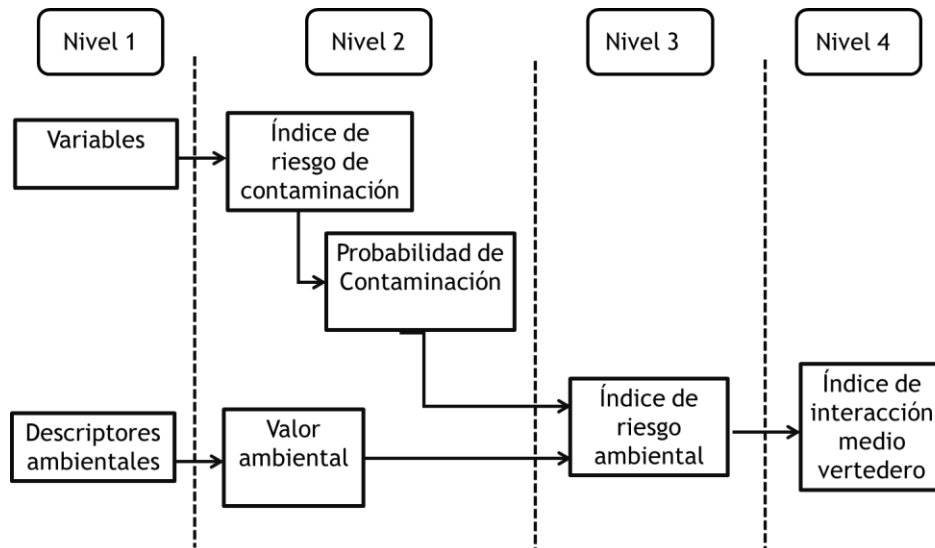 Nivel 1
Nivel 2
Nivel 3
Nivel 4
Variables
Índice de
riesgo de
contaminación
Probabilidad de
Contaminación
Descriptores
ambientales
Valor
ambiental
Índice de
riesgo
ambiental
Índice de
interacción
medio
vertedero